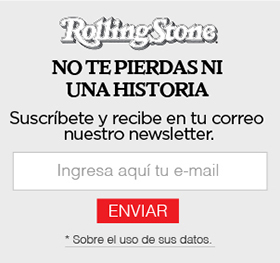 RollingStone
NO TE PIERDAS NI
UNA HISTORIA
Suscríbete y recibe en tu correo
nuestro newsletter.
Ingresa aquí tu e-mail
ENVIAR
* Sobre el uso de sus datos.